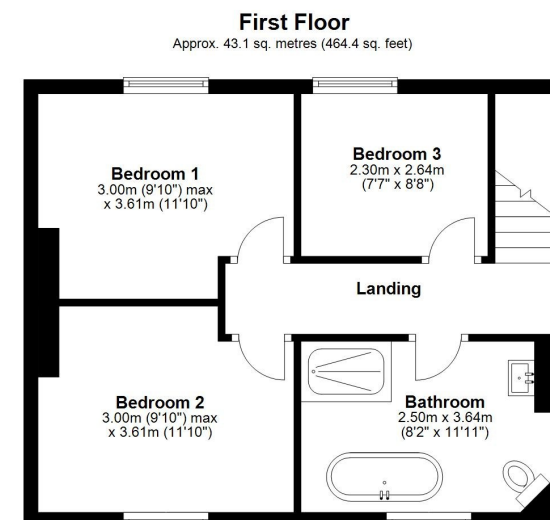 First Floor
Approx. 43.1 sq. metres (464.4 sq. feet)
Bedroom 1
3.00m (9'10") max
x 3.61m (11'10")
Bedroom 3
2.30m x 2.64m
(7'7" x 8'8")
Landing
Bedroom 2
3.00m (9'10") max
x 3.61m (11'10")
Bathroom
2.50m x 3.64m
(8'2" x 11'11")